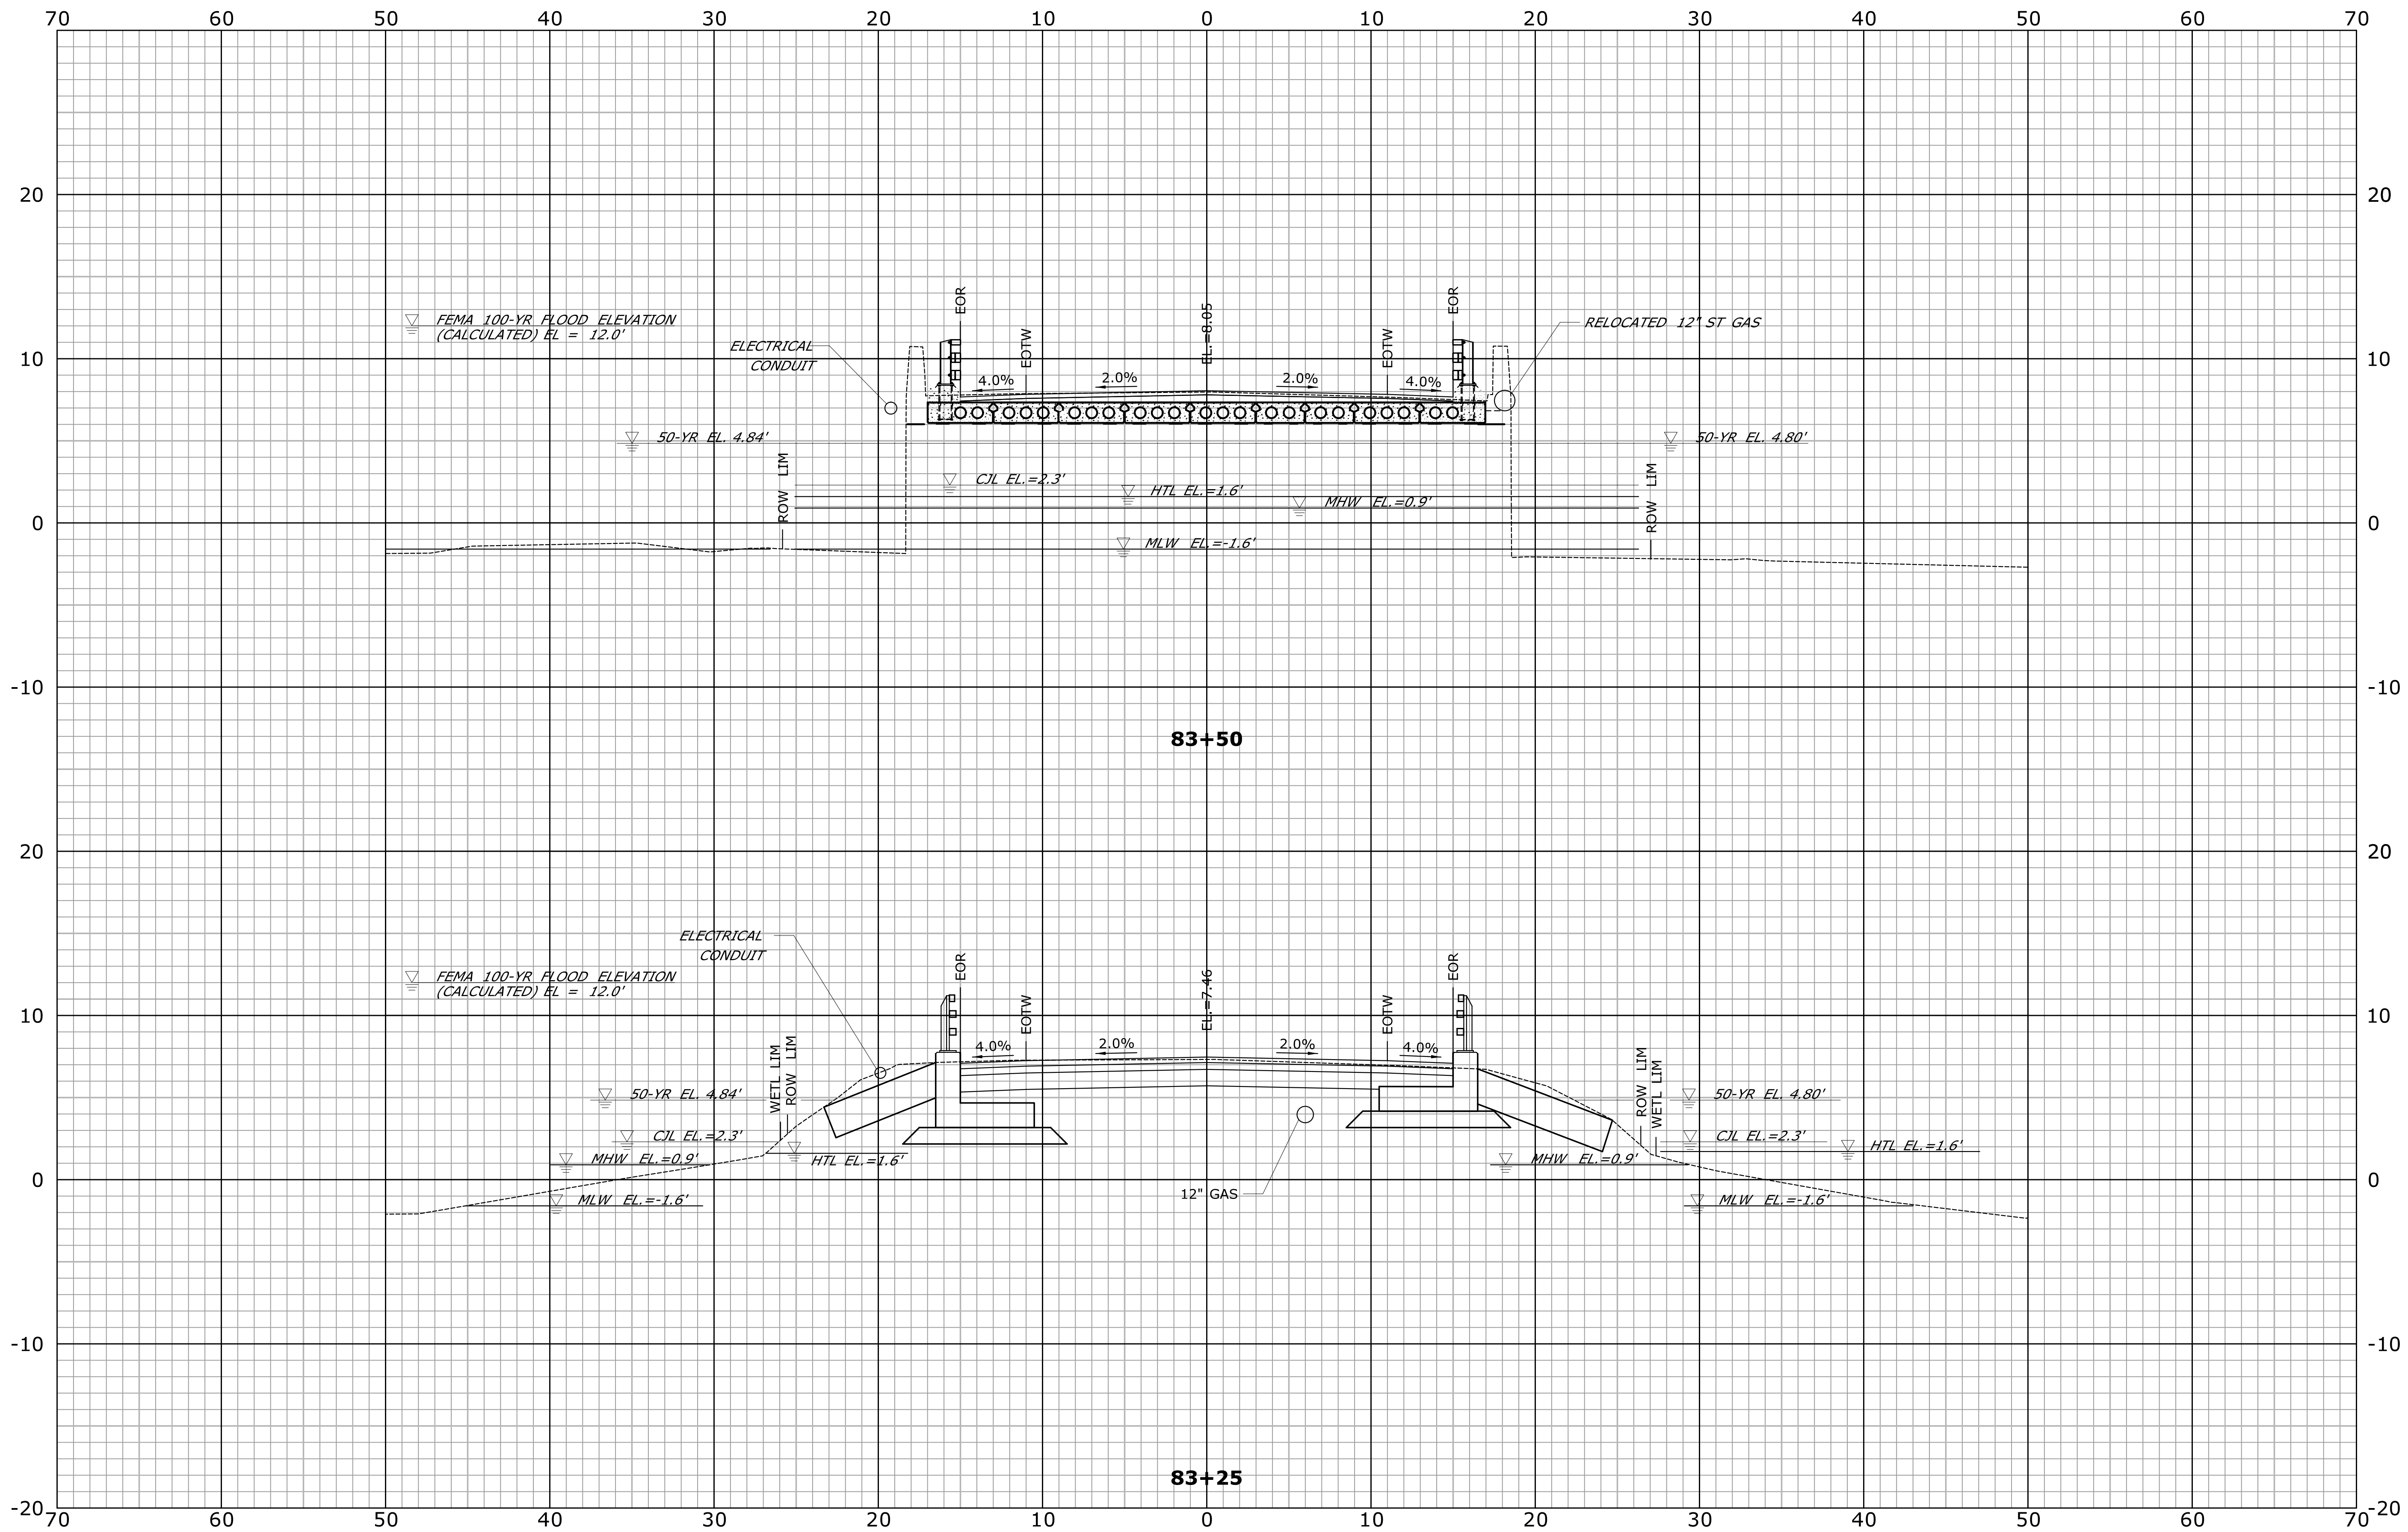 70 60 50 40 30 20 10 0 10 20 30 40 50 60 70
20 20
EOR EOR
EL.=8.05
FEMA 100-YR FLOOD ELEVATION
(CALCULATED) EL = 12.0'
RELOCATED 12" ST GAS
EOTW EOTW
ELECTRICAL
CONDUIT
10 10
4.0% 2.0% 2.0% 4.0%
50-YR EL. 4.84'
50-YR EL. 4.80'
ROW LIM
ROW LIM
CJL EL.=2.3'
HTL EL.=1.6'
MHW EL.=0.9'
0 0
MLW EL.=-1.6'
-10 -10
83+50
20 20
ELECTRICAL
CONDUIT
EOR EOR
EL.=7.46
FEMA 100-YR FLOOD ELEVATION
(CALCULATED) EL = 12.0'
EOTW EOTW
10 10
4.0% 2.0% 2.0% 4.0%
WETL LIM
ROW LIM
ROW LIM
WETL LIM
50-YR EL. 4.84'
50-YR EL. 4.80'
CJL EL.=2.3'
CJL EL.=2.3'
HTL EL.=1.6'
MHW EL.=0.9'
HTL EL.=1.6'
MHW EL.=0.9'
0 0
12" GAS
MLW EL.=-1.6'
MLW EL.=-1.6'
-10 -10
83+25
-20 -20
70 60 50 40 30 20 10 0 10 20 30 40 50 60 70